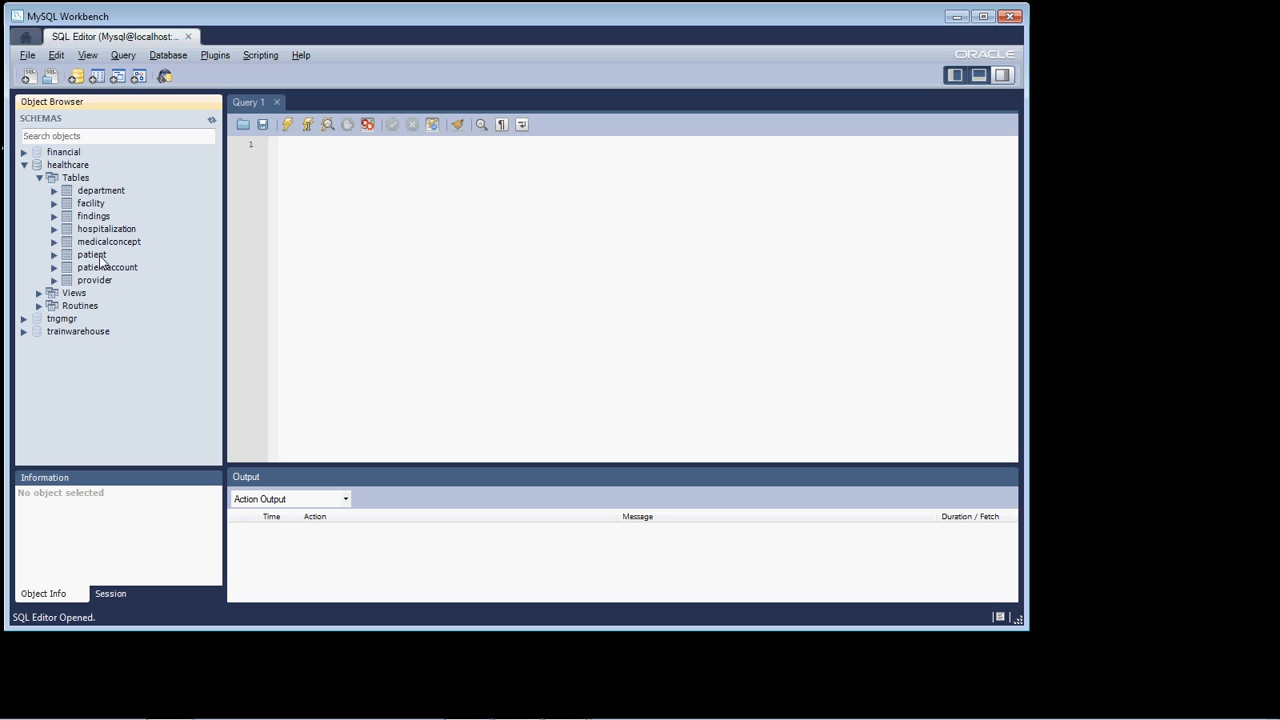 MySQL Workbench
SQL Editor (Mysql@localhost: ...
File Edit View Query Database Plugins Scripting Help
ORACLE
Object Browser
SCHEMAS
Search objects
financial
healthcare
Tables
department
facility
findings
hospitalization
medicalconcept
patient
patientaccount
provider
Views
Routines
tngmgr
trainwarehouse
Query 1
1
Information
No object selected
Object Info Session
Output
Action Output
Time Action Message Duration / Fetch
SQL Editor Opened.